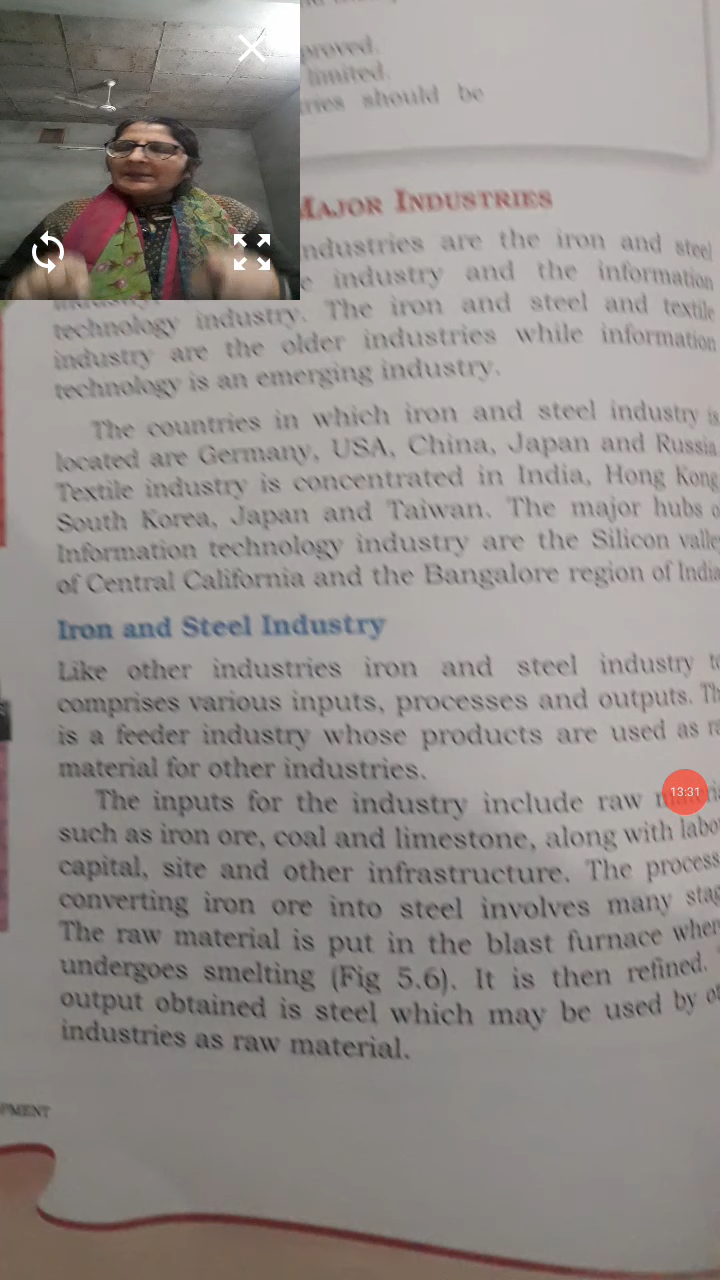 proved.
limited.
ries should be
MAJOR INDUSTRIES
ndustries are the iron and steel
e industry and the information
technology industry. The iron and steel and textile
industry are the older industries while information
technology is an emerging industry.
The countries in which iron and steel industry is
located are Germany, USA, China, Japan and Russia
Textile industry is concentrated in India, Hong Kong
South Korea, Japan and Taiwan. The major hubs o
Information technology industry are the Silicon valle
of Central California and the Bangalore region of India
Iron and Steel Industry
Like other industries iron and steel industry to
comprises various inputs, processes and outputs. Th
is a feeder industry whose products are used as ra
material for other industries.
The inputs for the industry include raw
13:31
such as iron ore, coal and limestone, along with labo
capital, site and other infrastructure. The process
converting iron ore into steel involves many stag
The raw material is put in the blast furnace wher
undergoes smelting (Fig 5.6). It is then refined.
output obtained is steel which may be used by ot
industries as raw material.
PMENT